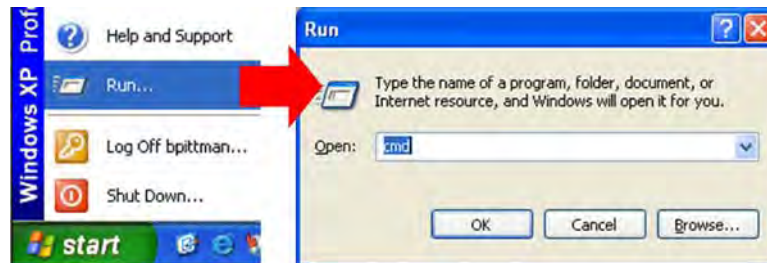 Windows XP Prof
Help and Support
Run...
Log Off bpittman...
Shut Down...
start
Run
Type the name of a program, folder, document, or
Internet resource, and Windows will open it for you.
Open:
cmd
OK
Cancel
Browse...